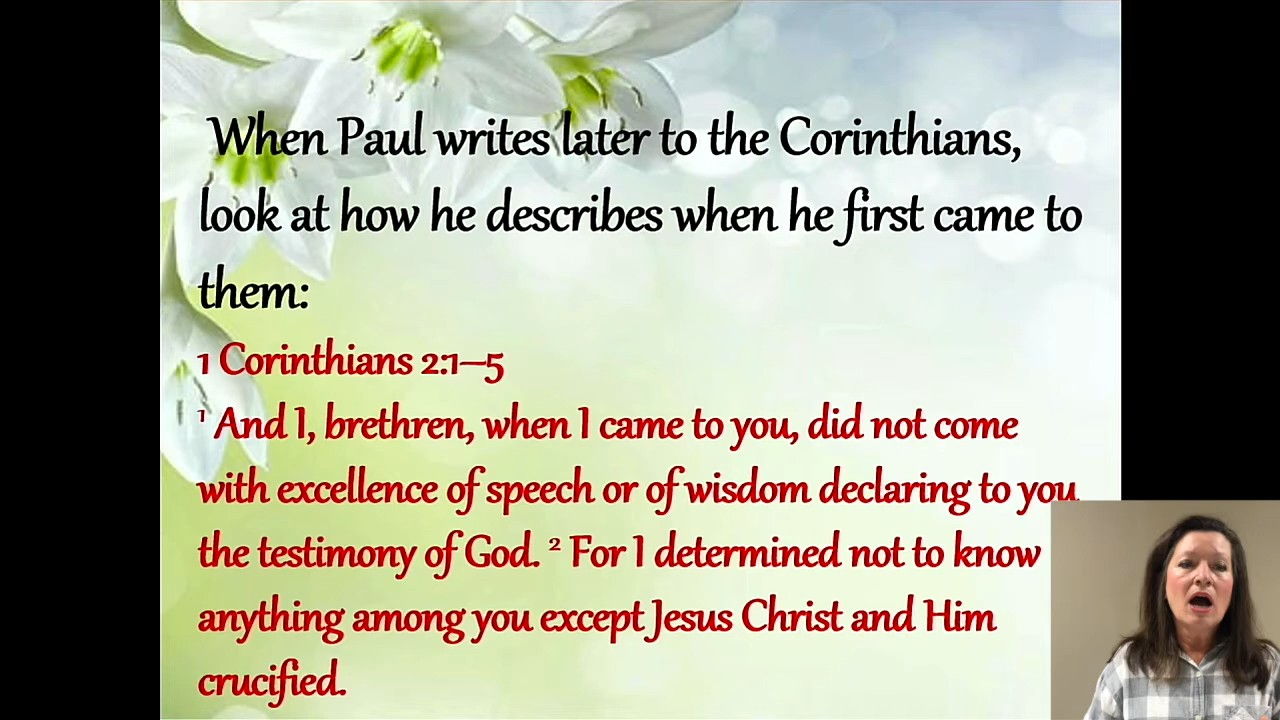 When Paul writes later to the Corinthians,
look at how he describes when he first came to
them:
1 Corinthians 2:1–5
¹ And I, brethren, when I came to you, did not come
with excellence of speech or of wisdom declaring to you
the testimony of God. ² For I determined not to know
anything among you except Jesus Christ and Him
crucified.